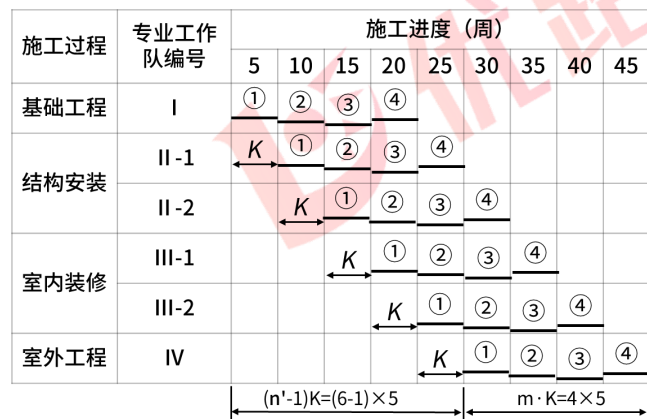 施工过程 专业工作队编号 施工进度（周）
5 10 15 20 25 30 35 40 45
基础工程 I ① ② ③ ④
结构安装 II-1 K ① ② ③ ④
II-2 K ① ② ③ ④
室内装修 III-1 K ① ② ③ ④
III-2 K ① ② ③ ④
室外工程 IV K ① ② ③ ④
(n'-1)K=(6-1)×5 m·K=4×5